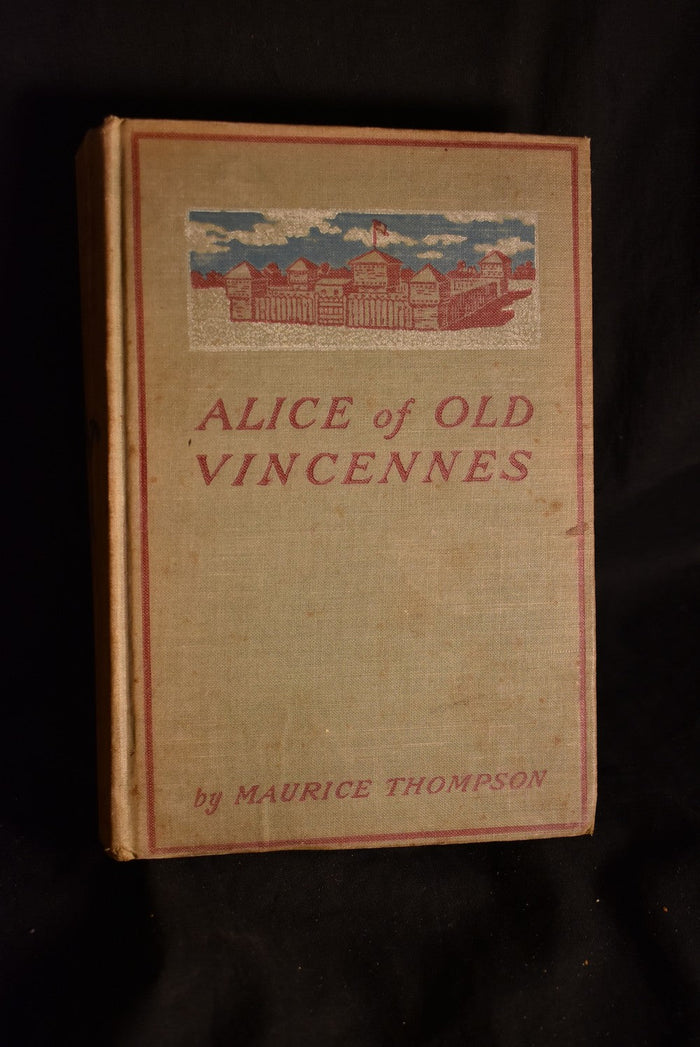 ALICE of OLD
VINCENNES
by MAURICE THOMPSON